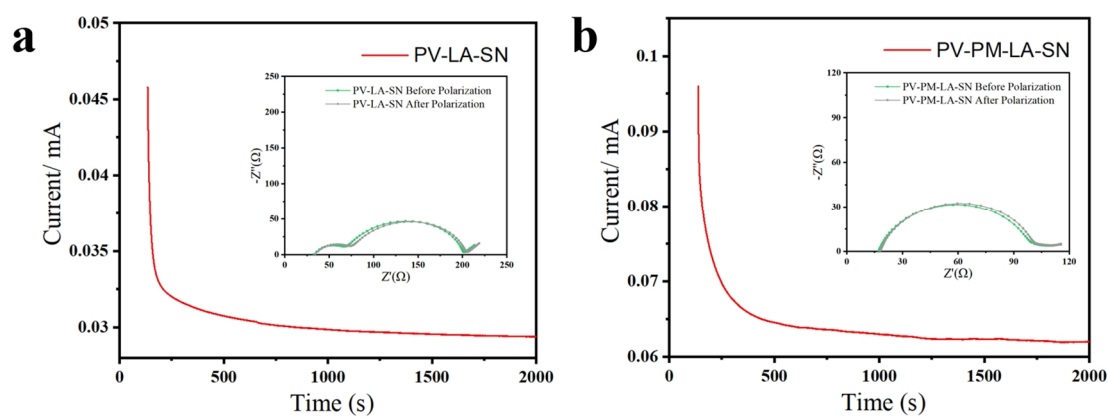 a
PV-LA-SN
PV-LA-SN Before Polarization
PV-LA-SN After Polarization
-Z''(Ω)
250
200
150
100
50
0
0 50 100 150 200 250
Z'(Ω)
Current/ mA
0.05
0.045
0.04
0.035
0.03
0 500 1000 1500 2000
Time (s)
b
PV-PM-LA-SN
PV-PM-LA-SN Before Polarization
PV-PM-LA-SN After Polarization
-Z''(Ω)
120
90
60
30
0
0 30 60 90 120
Z'(Ω)
Current/ mA
0.1
0.09
0.08
0.07
0.06
0 500 1000 1500 2000
Time (s)